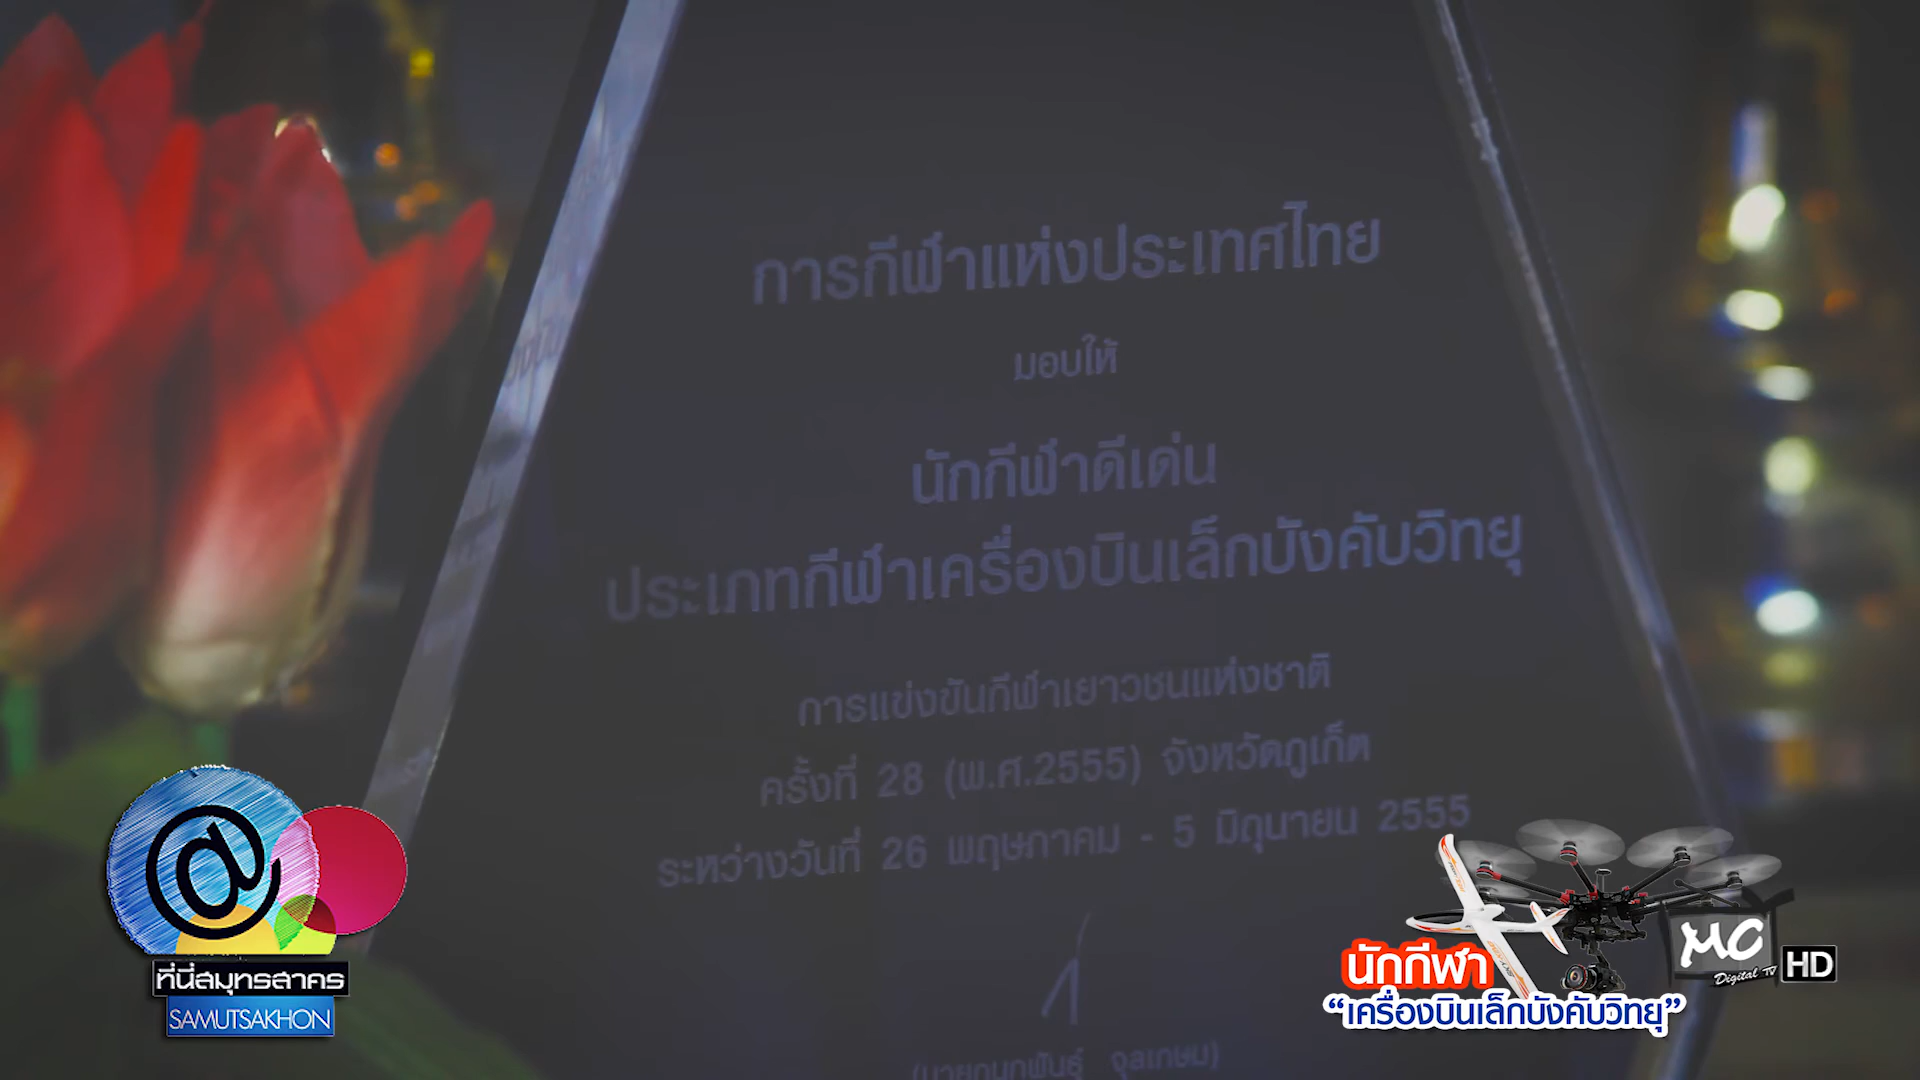 การกีฬาแห่งประเทศไทย
มอบให้
นักกีฬาดีเด่น
ประเภทกีฬาเครื่องบินเล็กบังคับวิทยุ
การแข่งขันกีฬาเยาวชนแห่งชาติ
ครั้งที่ 28 (พ.ศ.2555) จังหวัดภูเก็ต
ระหว่างวันที่ 26 พฤษภาคม - 5 มิถุนายน 2555
@
ที่นี่สมุทรสาคร
SAMUTSAKHON
นักกีฬา
“เครื่องบินเล็กบังคับวิทยุ”
MC
Digital TV
HD